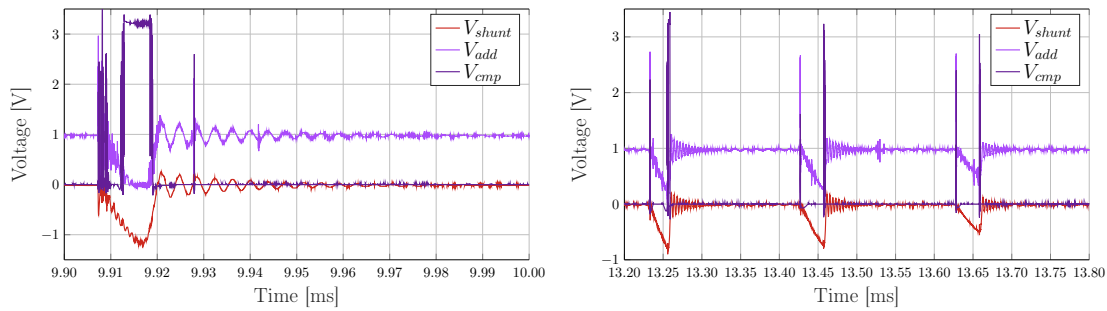 3
2
1
0
−1
Voltage [V]
V_shunt
V_add
V_cmp
9.90 9.91 9.92 9.93 9.94 9.95 9.96 9.97 9.98 9.99 10.00
Time [ms]
3
2
1
0
−1
Voltage [V]
V_shunt
V_add
V_cmp
13.20 13.25 13.30 13.35 13.40 13.45 13.50 13.55 13.60 13.65 13.70 13.75 13.80
Time [ms]